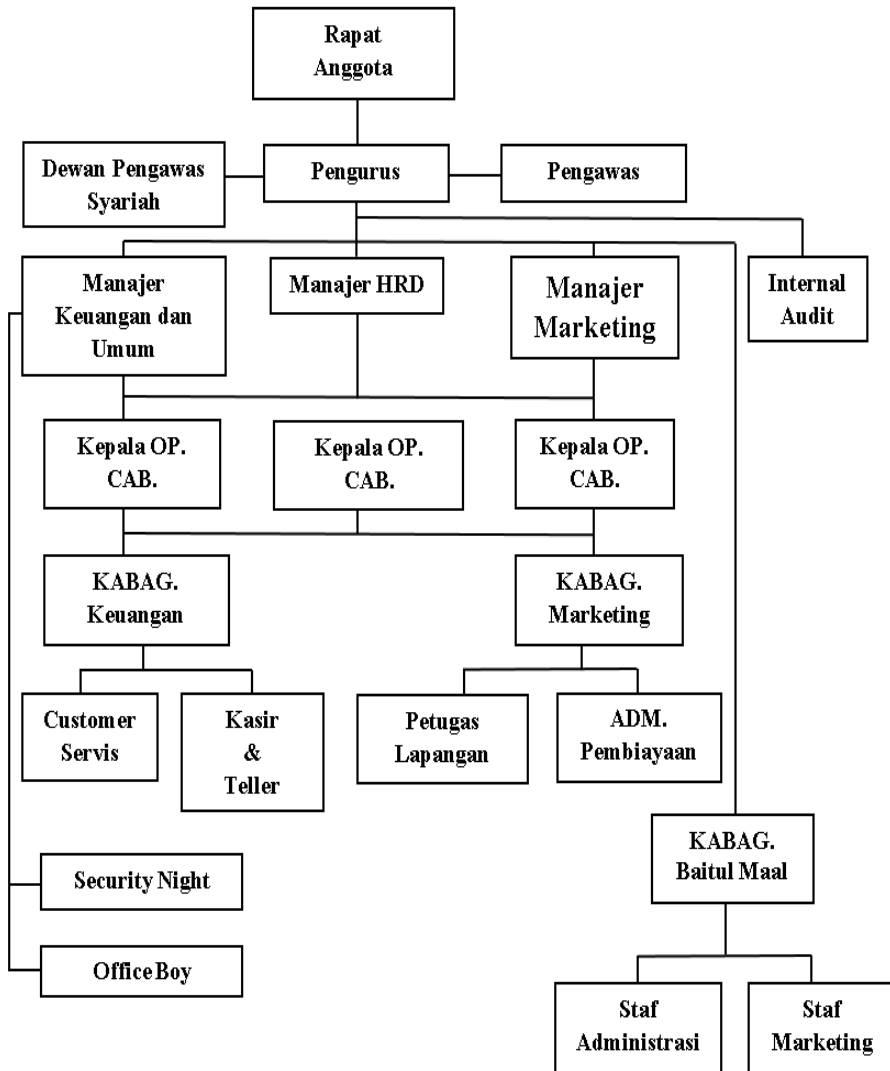 Rapat
Anggota
Dewan Pengawas
Syariah
Pengurus
Pengawas
Manajer
Keuangan dan
Umum
Manajer HRD
Manajer
Marketing
Internal
Audit
Kepala OP.
CAB.
Kepala OP.
CAB.
Kepala OP.
CAB.
KABAG.
Keuangan
KABAG.
Marketing
Customer
Servis
Kasir
&
Teller
Petugas
Lapangan
ADM.
Pembiayaan
KABAG.
Baitul Maal
Security Night
Office Boy
Staf
Administrasi
Staf
Marketing